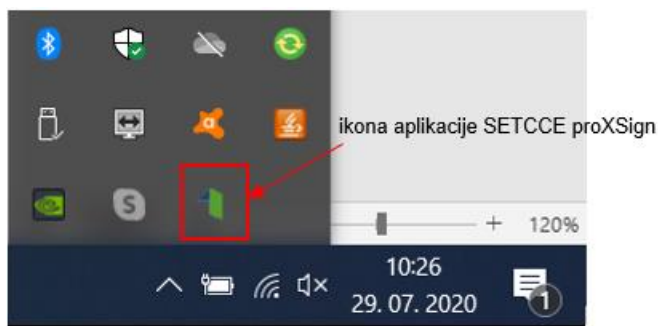 ikona aplikacije SETCCE proXSign
S
+ 120%
10:26
29. 07. 2020
1